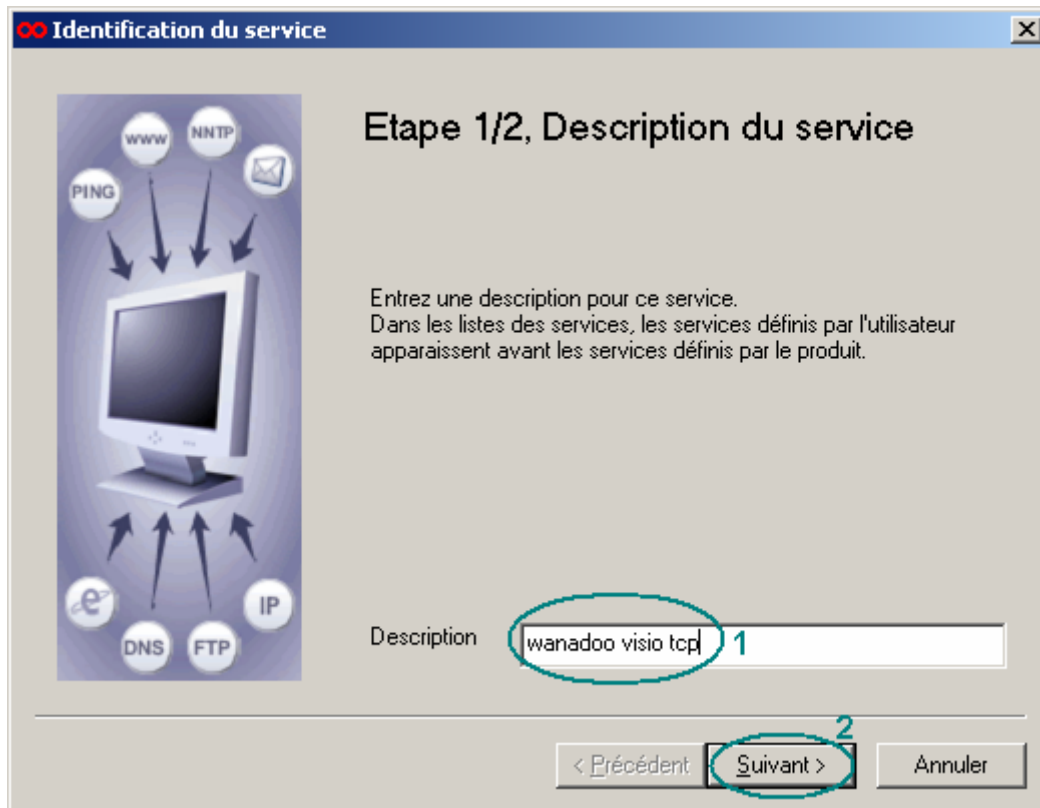 Identification du service
Etape 1/2, Description du service
www
NNTP
PING
Entrez une description pour ce service.
Dans les listes des services, les services définis par l'utilisateur
apparaissent avant les services définis par le produit.
e
IP
DNS
FTP
Description
wanadoo visio tcp
1
2
< Précédent
Suivant >
Annuler